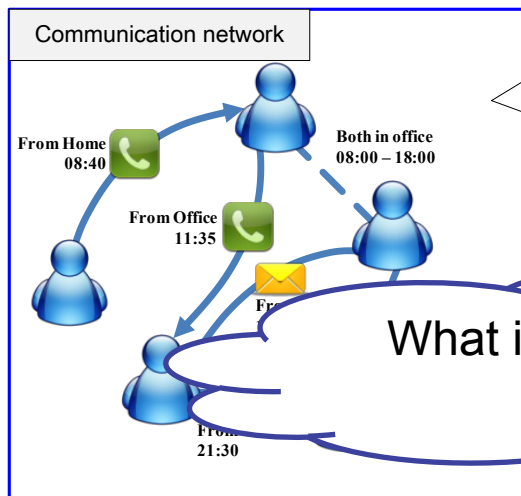 Communication network
From Home
08:40
Both in office
08:00 – 18:00
From Office
11:35
What i
21:30